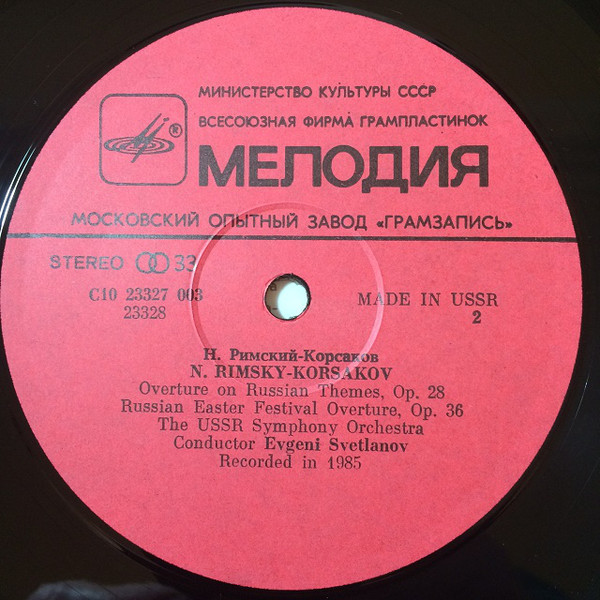 МИНИСТЕРСТВО КУЛЬТУРЫ СССР
ВСЕСОЮЗНАЯ ФИРМА ГРАМПЛАСТИНОК
®
МЕЛОДИЯ
МОСКОВСКИЙ ОПЫТНЫЙ ЗАВОД «ГРАМЗАПИСЬ»
STEREO 33
С10 23327 003
23328
MADE IN USSR
2
Н. Римский-Корсаков
N. RIMSKY-KORSAKOV
Overture on Russian Themes, Op. 28
Russian Easter Festival Overture, Op. 36
The USSR Symphony Orchestra
Conductor Evgeni Svetlanov
Recorded in 1985